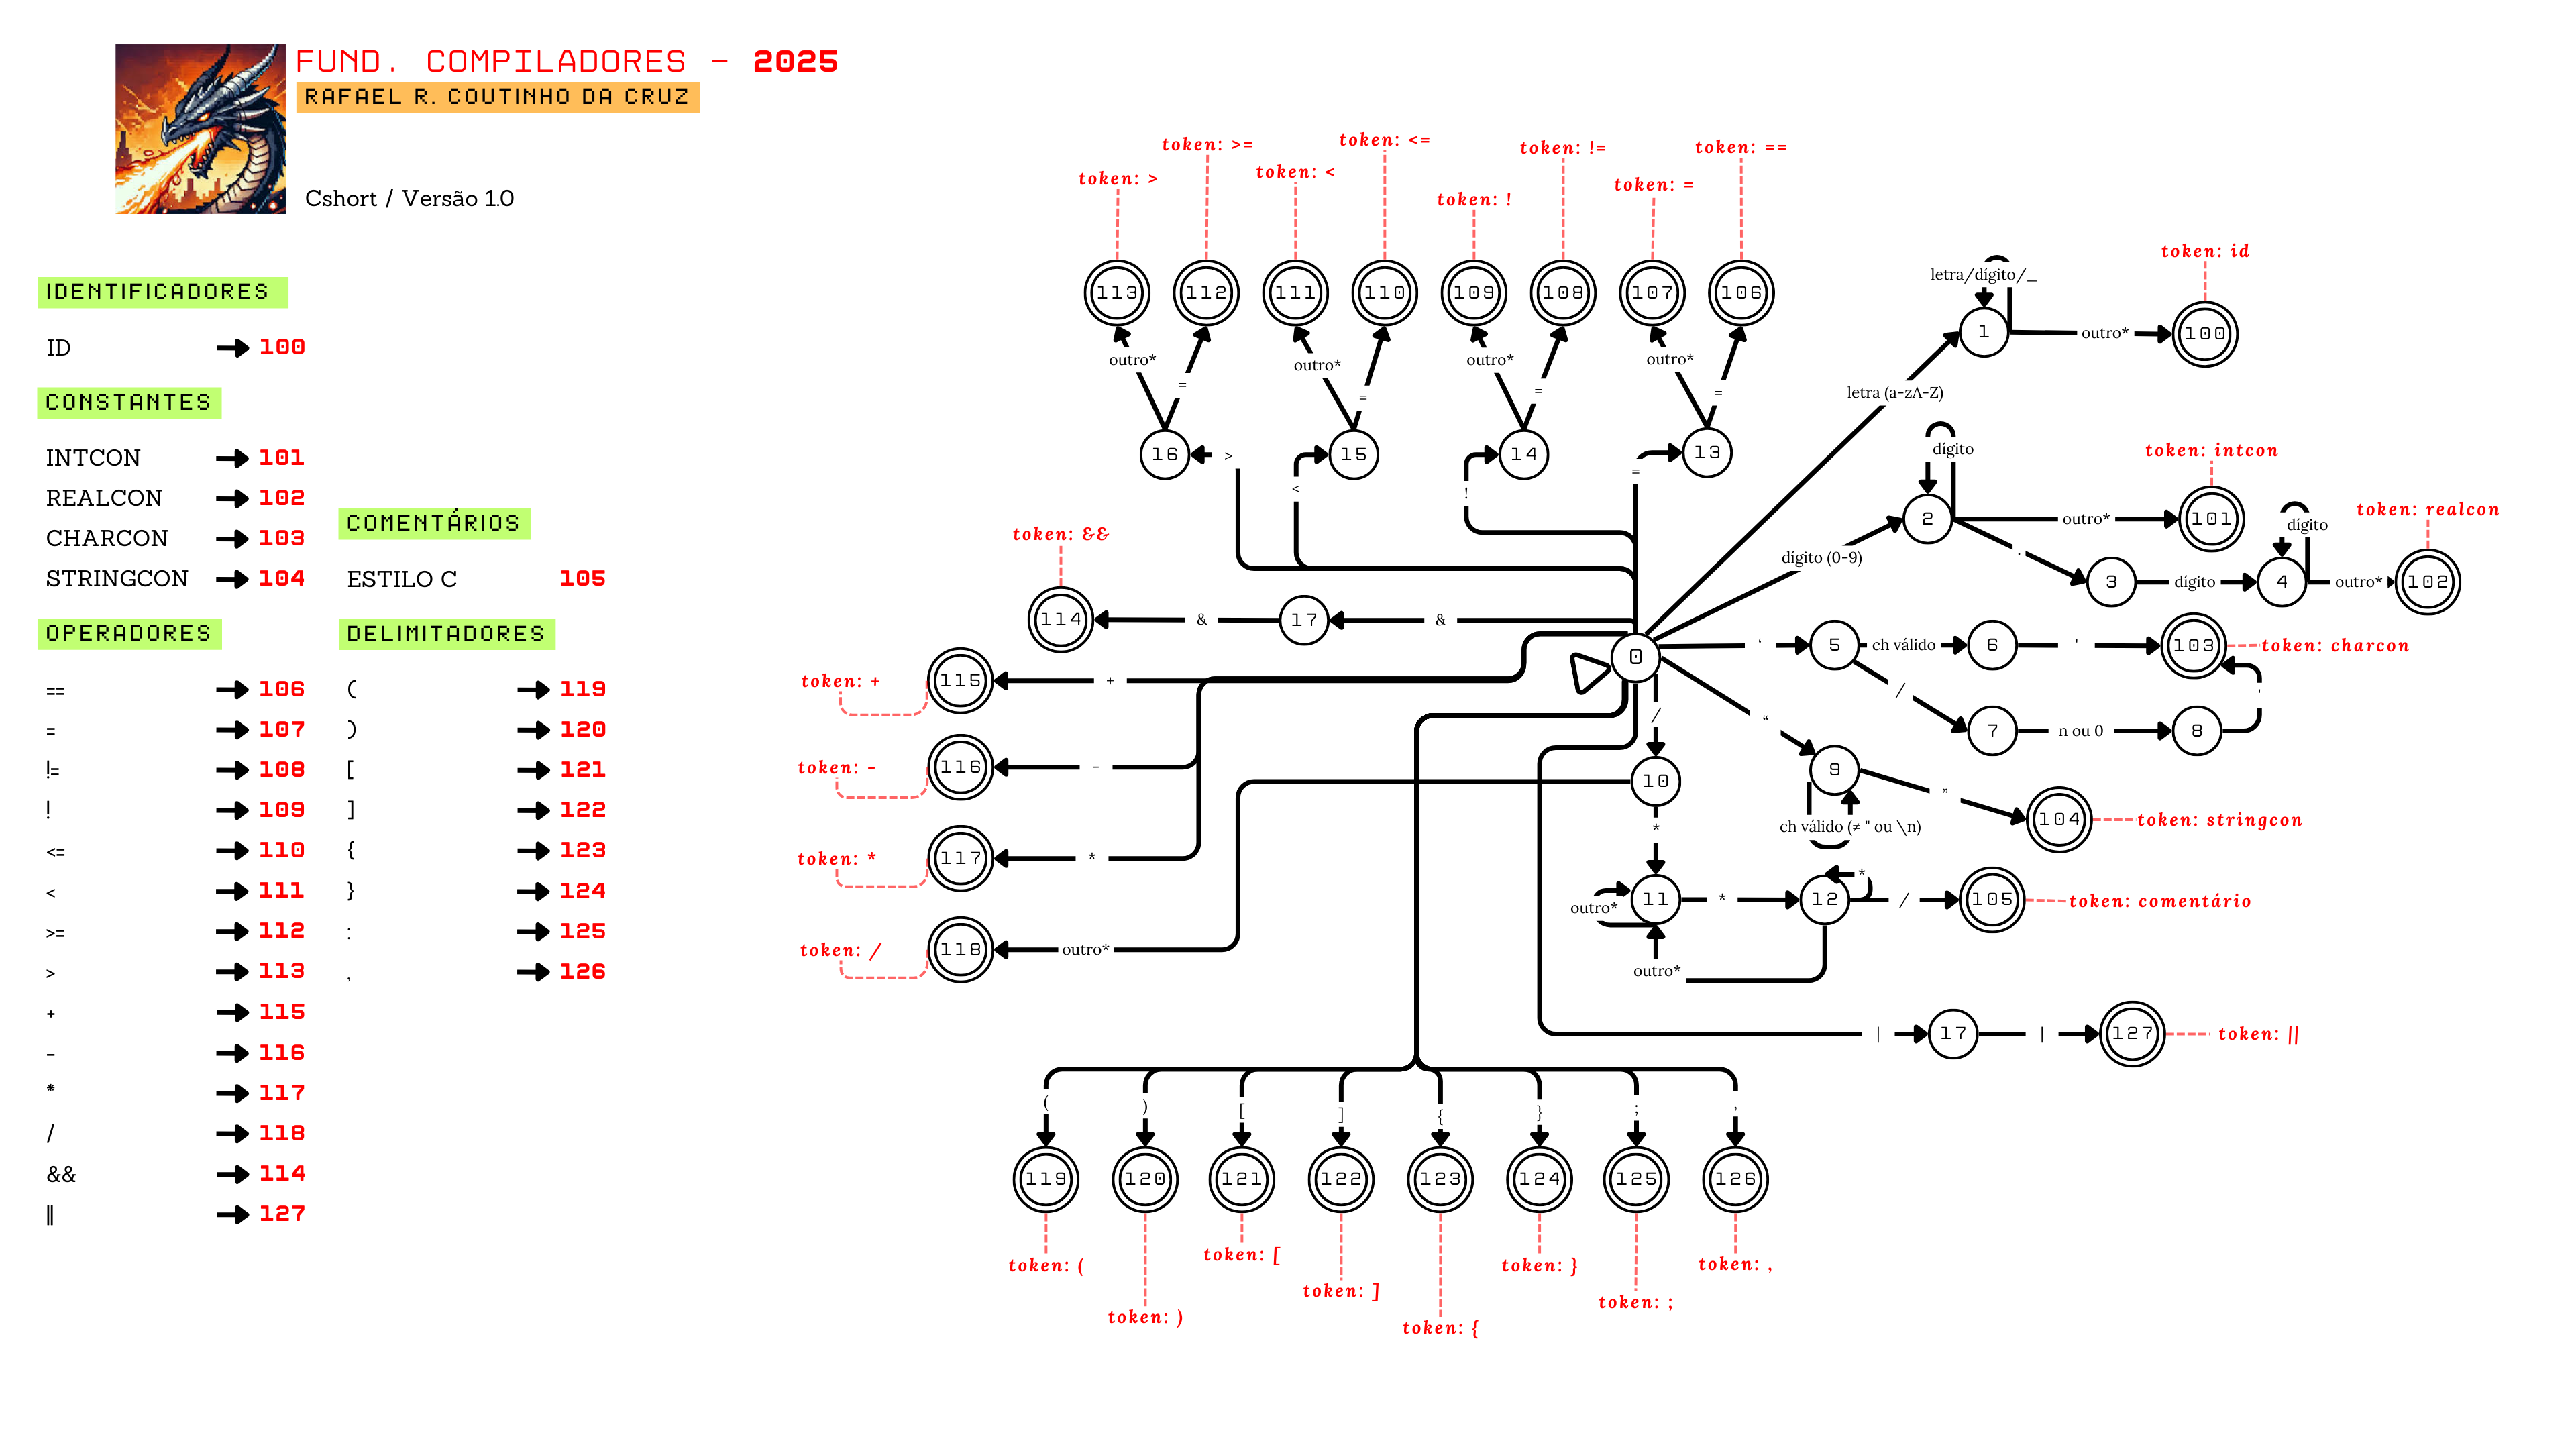 FUND. COMPILADORES - 2025
RAFAEL R. COUTINHO DA CRUZ
Cshort / Versão 1.0
IDENTIFICADORES
ID 100
CONSTANTES
INTCON 101
REALCON 102
CHARCON 103
STRINGCON 104
COMENTÁRIOS
ESTILO C 105
OPERADORES
== 106
= 107
!= 108
! 109
<= 110
< 111
>= 112
> 113
+ 115
- 116
* 117
/ 118
&& 114
|| 127
DELIMITADORES
( 119
) 120
[ 121
] 122
{ 123
} 124
: 125
, 126
token: >
token: >=
token: <
token: <=
token: !
token: !=
token: =
token: ==
113
112
111
110
109
108
107
106
outro*
=
outro*
=
outro*
=
outro*
=
16
15
14
13
>
<
!
=
letra/dígito/_
token: id
1
outro*
100
letra (a-zA-Z)
dígito
token: intcon
2
outro*
101
dígito (0-9)
.
3
dígito
4
dígito
outro*
102
token: realcon
token: &&
114
&
17
&
0
‘
5
ch válido
6
'
103
token: charcon
/
7
n ou 0
8
'
token: +
115
+
token: -
116
-
token: *
117
*
token: /
118
outro*
/
10
*
11
outro*
*
12
*
/
105
token: comentário
outro*
“
9
ch válido (≠ " ou \n)
”
104
token: stringcon
|
17
|
127
token: ||
(
)
[
]
{
}
;
,
119
120
121
122
123
124
125
126
token: (
token: )
token: [
token: ]
token: {
token: }
token: ;
token: ,